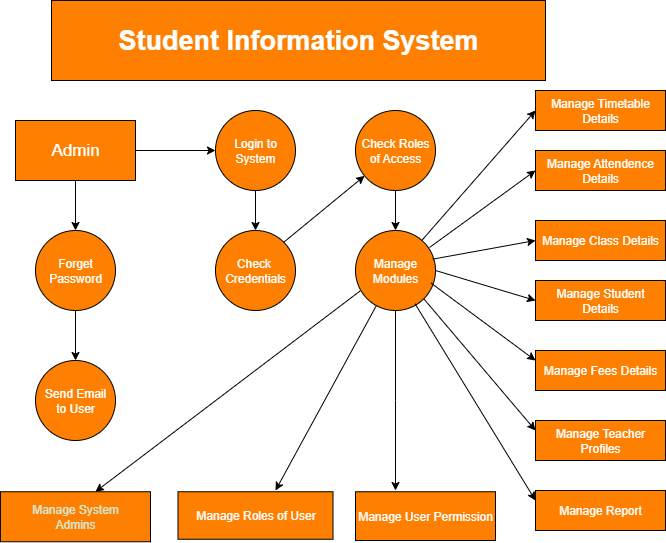 Student Information System
Admin
Login to
System
Check Roles
of Access
Manage Timetable
Details
Manage Attendence
Details
Forget
Password
Check
Credentials
Manage
Modules
Manage Class Details
Manage Student
Details
Manage Fees Details
Send Email
to User
Manage Teacher
Profiles
Manage System
Admins
Manage Roles of User
Manage User Permission
Manage Report